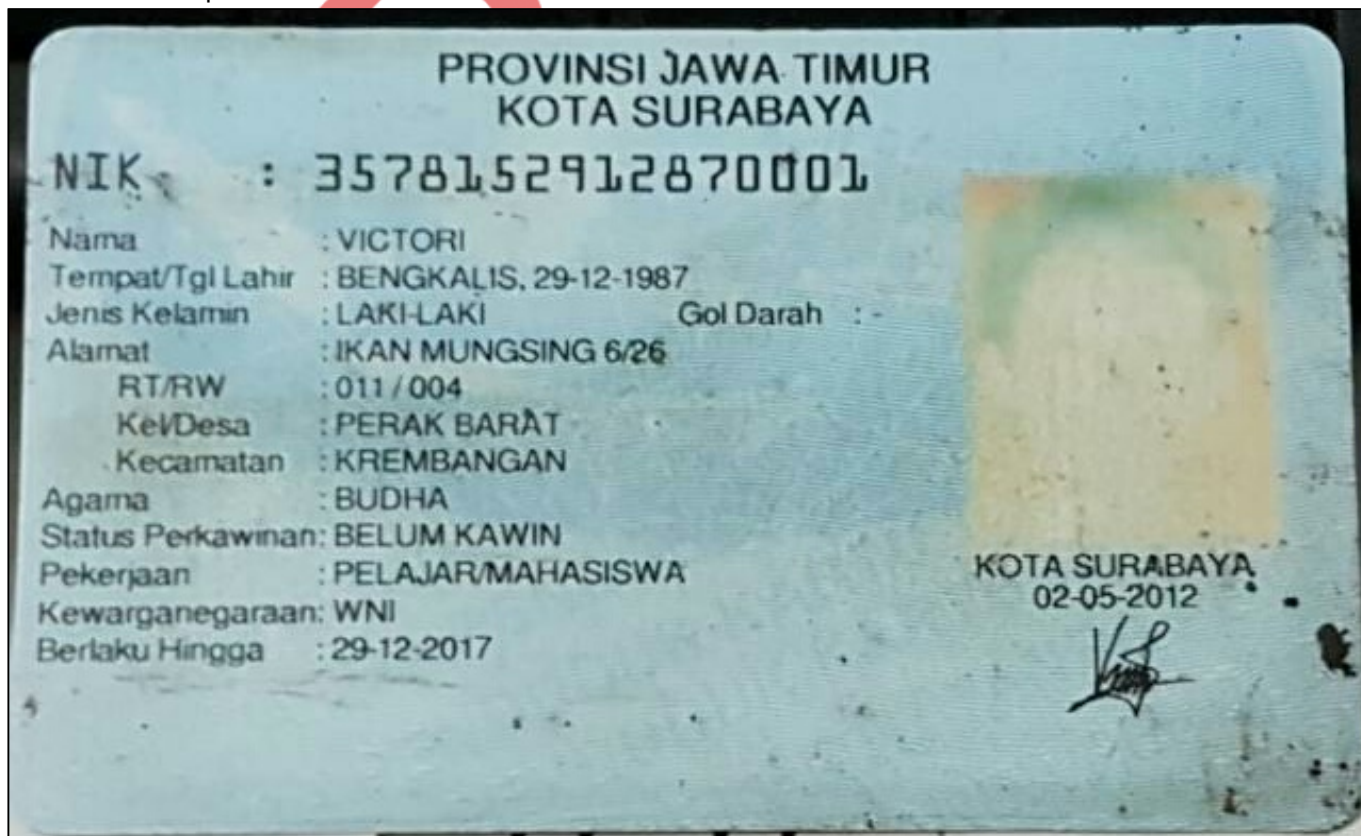 PROVINSI JAWA TIMUR
KOTA SURABAYA
NIK : 3578152912870001
Nama : VICTORI
Tempat/Tgl Lahir : BENGKALIS, 29-12-1987
Jenis Kelamin : LAKI-LAKI Gol Darah : -
Alamat : IKAN MUNGSING 6/26
RT/RW : 011 / 004
Kel/Desa : PERAK BARAT
Kecamatan : KREMBANGAN
Agama : BUDHA
Status Perkawinan: BELUM KAWIN
Pekerjaan : PELAJAR/MAHASISWA
Kewarganegaraan: WNI
Berlaku Hingga : 29-12-2017
KOTA SURABAYA
02-05-2012